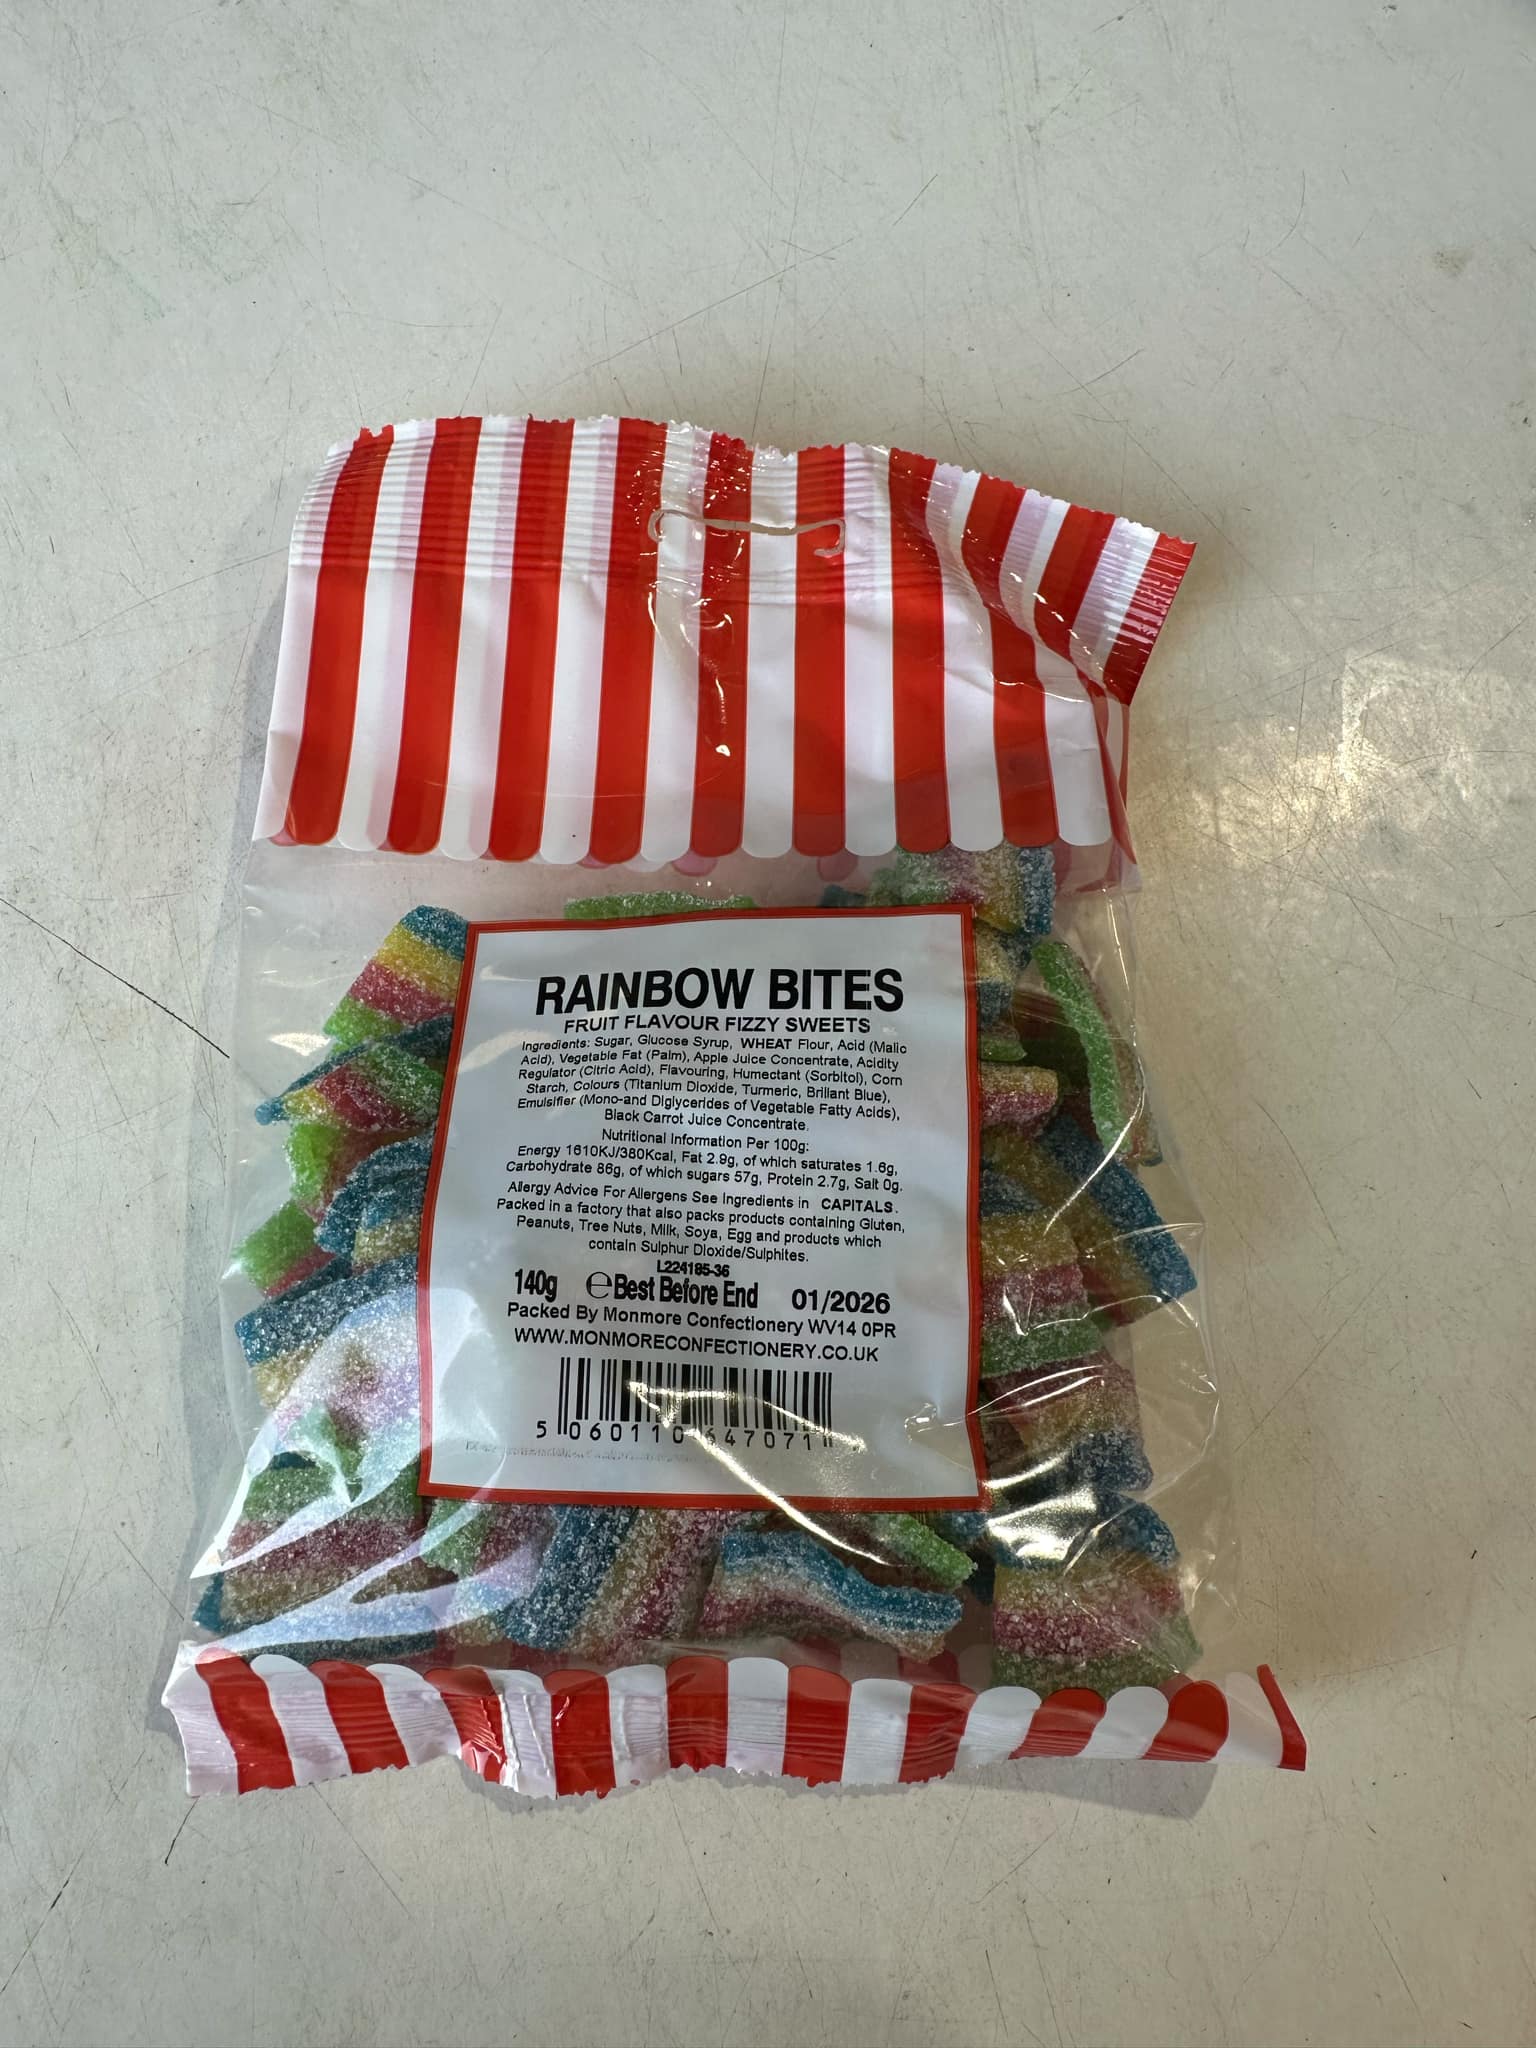 RAINBOW BITES
FRUIT FLAVOUR FIZZY SWEETS
Ingredients: Sugar, Glucose Syrup, WHEAT Flour, Acid (Malic
Acid), Vegetable Fat (Palm), Apple Juice Concentrate, Acidity
Regulator (Citric Acid), Flavouring, Humectant (Sorbitol), Corn
Starch, Colours (Titanium Dioxide, Turmeric, Brillant Blue),
Emulsifier (Mono-and Diglycerides of Vegetable Fatty Acids),
Black Carrot Juice Concentrate.
Nutritional Information Per 100g:
Energy 1610KJ/380Kcal, Fat 2.9g, of which saturates 1.6g,
Carbohydrate 86g, of which sugars 57g, Protein 2.7g, Salt 0g.
Allergy Advice For Allergens See Ingredients in CAPITALS.
Packed in a factory that also packs products containing Gluten,
Peanuts, Tree Nuts, Milk, Soya, Egg and products which
contain Sulphur Dioxide/Sulphites.
L224185-36
140g ℮ Best Before End 01/2026
Packed By Monmore Confectionery WV14 0PR
WWW.MONMORECONFECTIONERY.CO.UK
5 060110 647071